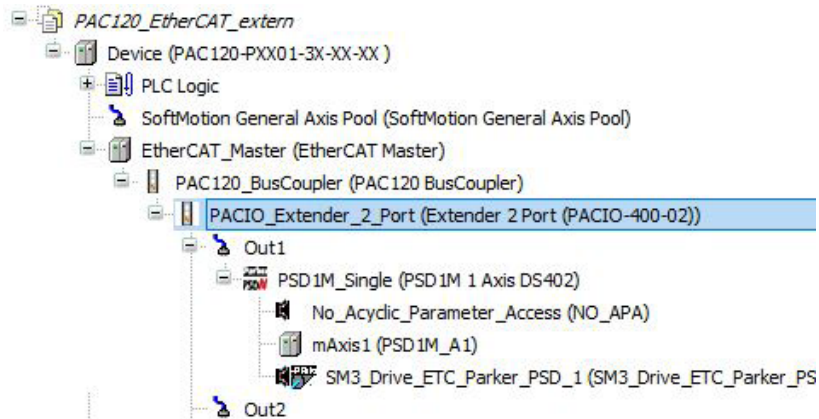 PAC120_EtherCAT_extern
Device (PAC120-PXX01-3X-XX-XX )
PLC Logic
SoftMotion General Axis Pool (SoftMotion General Axis Pool)
EtherCAT_Master (EtherCAT Master)
PAC120_BusCoupler (PAC120 BusCoupler)
PACIO_Extender_2_Port (Extender 2 Port (PACIO-400-02))
Out1
PSD1M_Single (PSD1M 1 Axis DS402)
No_Acyclic_Parameter_Access (NO_APA)
mAxis1 (PSD1M_A1)
SM3_Drive_ETC_Parker_PSD_1 (SM3_Drive_ETC_Parker_PS
Out2